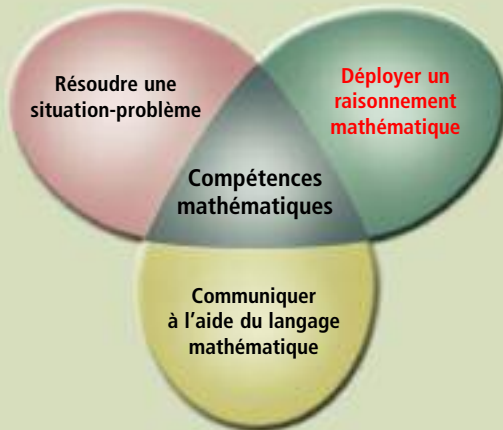 Résoudre une
situation-problème
Déployer un
raisonnement
mathématique
Compétences
mathématiques
Communiquer
à l'aide du langage
mathématique